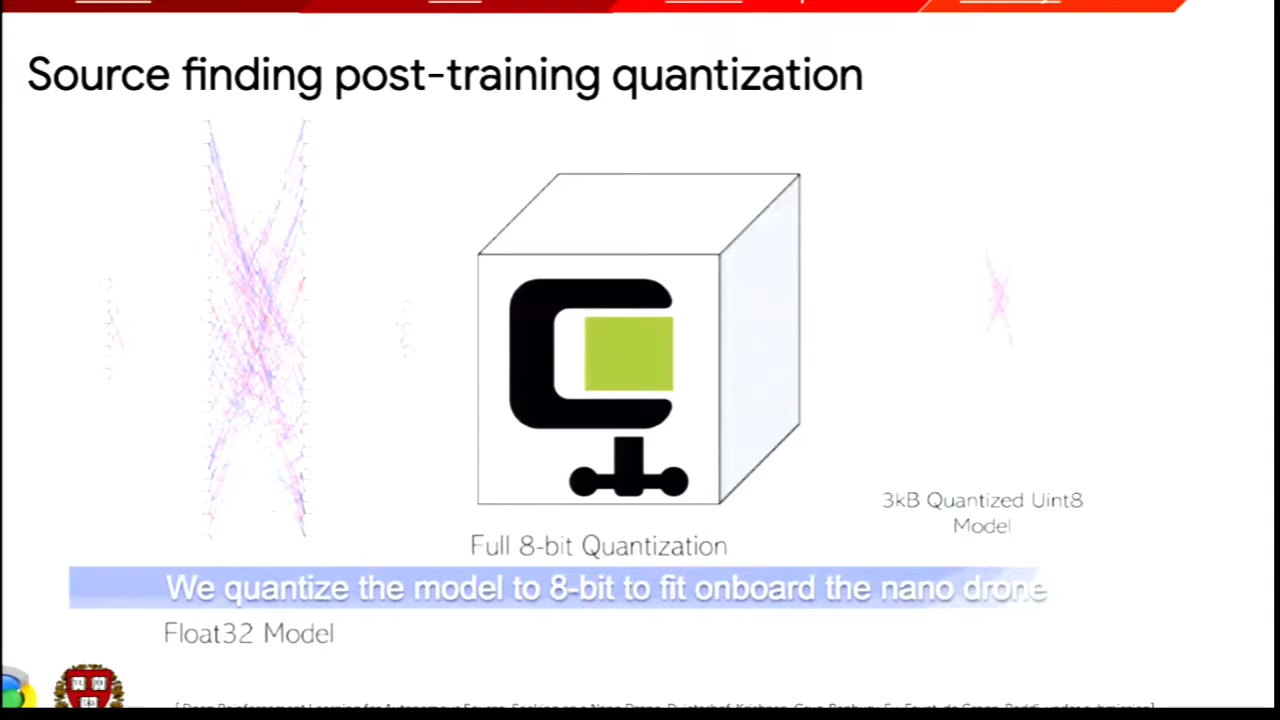 Source finding post-training quantization
3kB Quantized Uint8
Model
Full 8-bit Quantization
We quantize the model to 8-bit to fit onboard the nano drone
Float32 Model